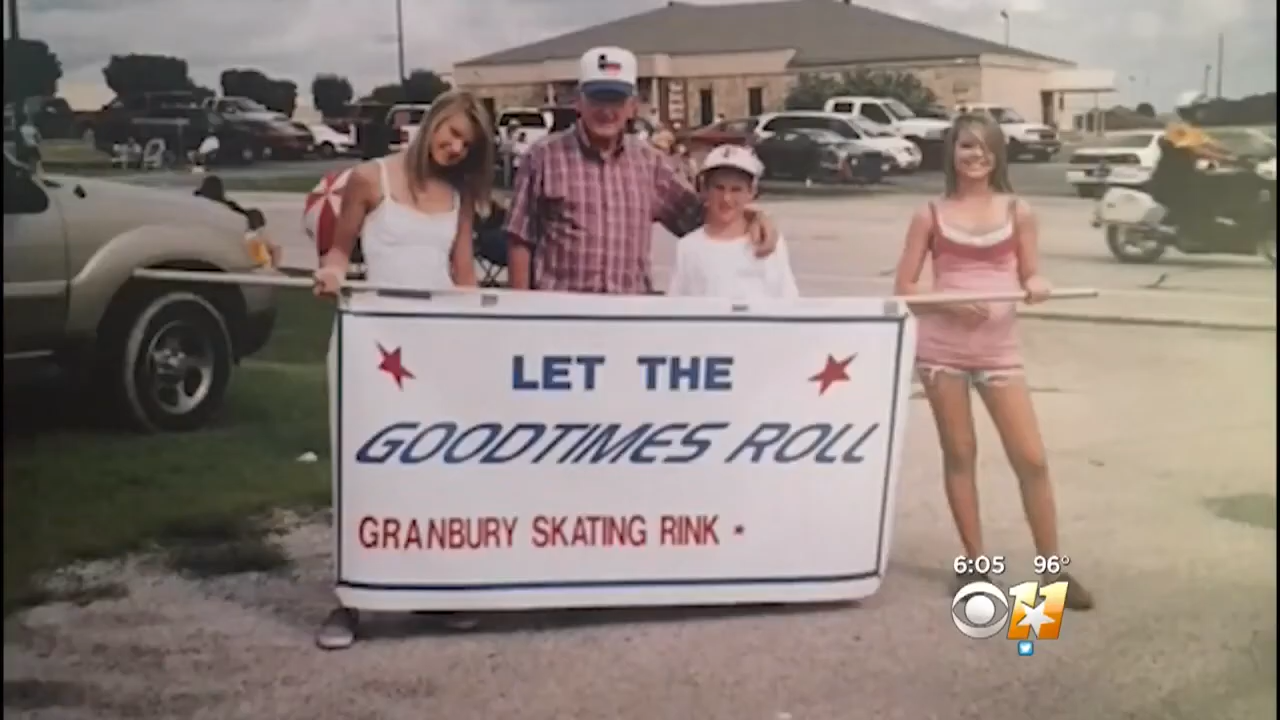 LET THE
GOODTIMES ROLL
GRANBURY SKATING RINK
6:05 96°
11